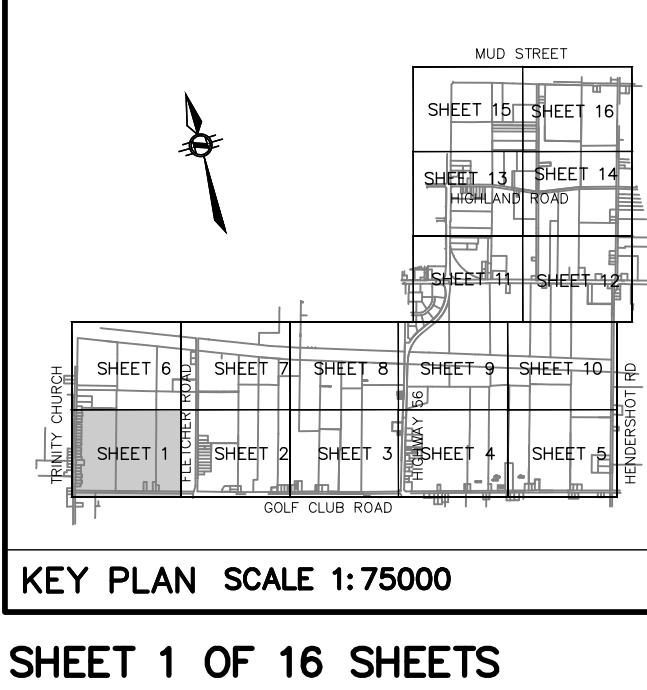 MUD STREET
SHEET 15 SHEET 16
SHEET 13 SHEET 14
HIGHLAND ROAD
SHEET 11 SHEET 12
SHEET 6 SHEET 7 SHEET 8 SHEET 9 SHEET 10
TRINITY CHURCH
FLETCHER ROAD
HIGHWAY 56
HENDERSHOT RD
SHEET 1 SHEET 2 SHEET 3 SHEET 4 SHEET 5
GOLF CLUB ROAD
KEY PLAN SCALE 1:75000
SHEET 1 OF 16 SHEETS